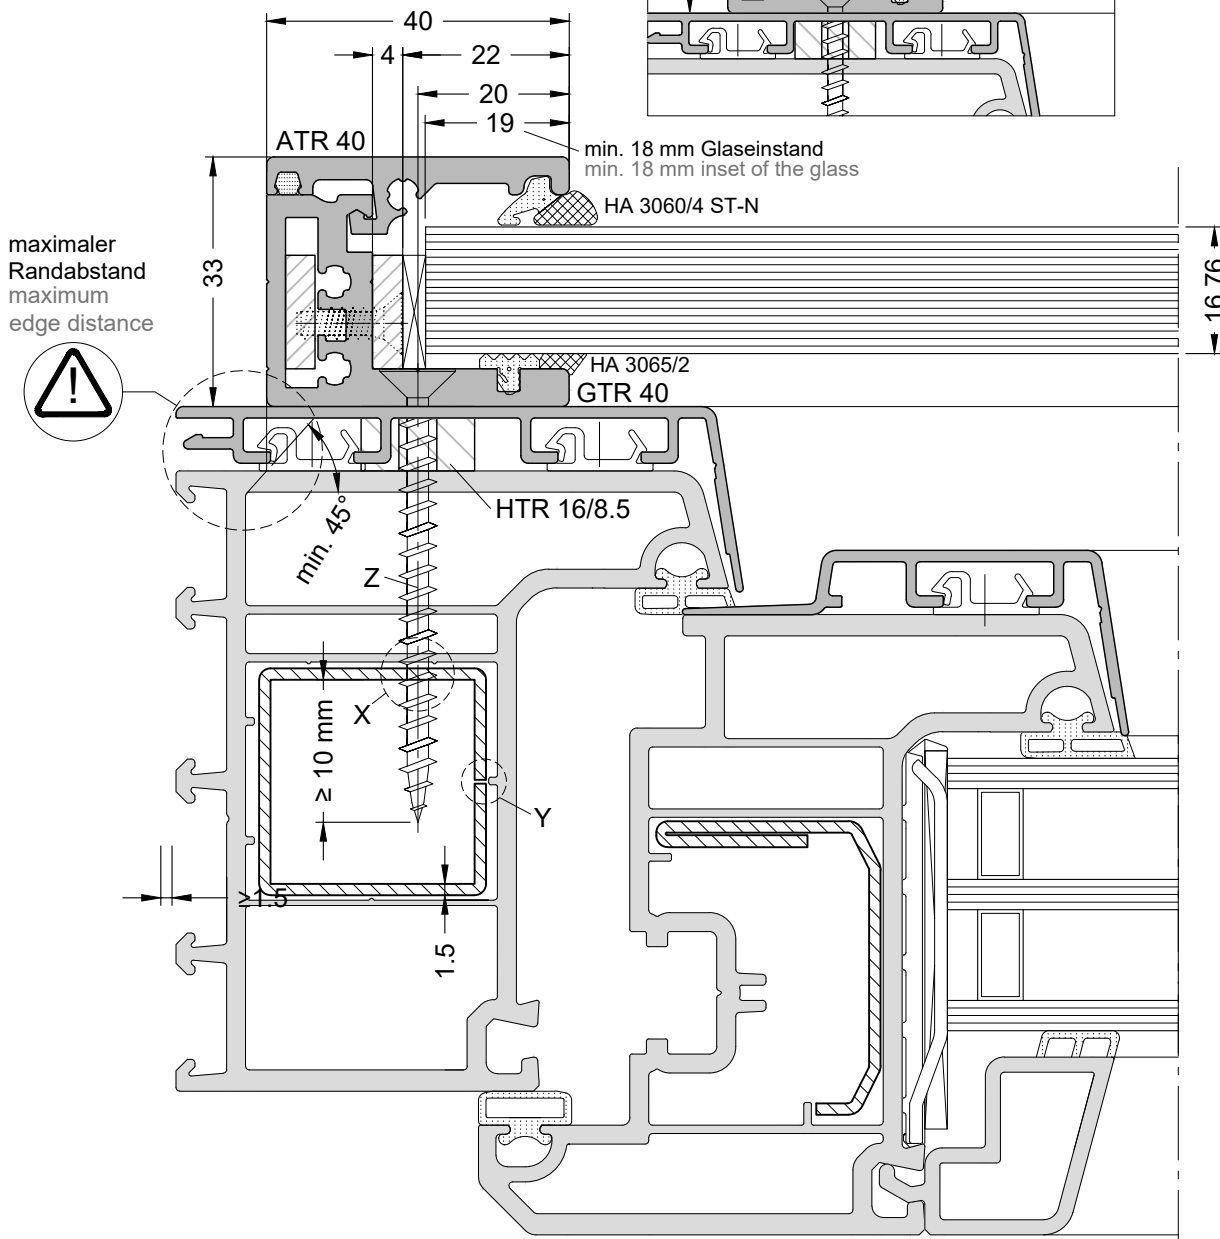 40
4
22
20
19
ATR 40
min. 18 mm Glaseinstand
min. 18 mm inset of the glass
HA 3060/4 ST-N
maximaler
Randabstand
maximum
edge distance
33
16.76
!
HA 3065/2
GTR 40
HTR 16/8.5
min. 45°
Z
X
≥ 10 mm
Y
≥1.5
1.5